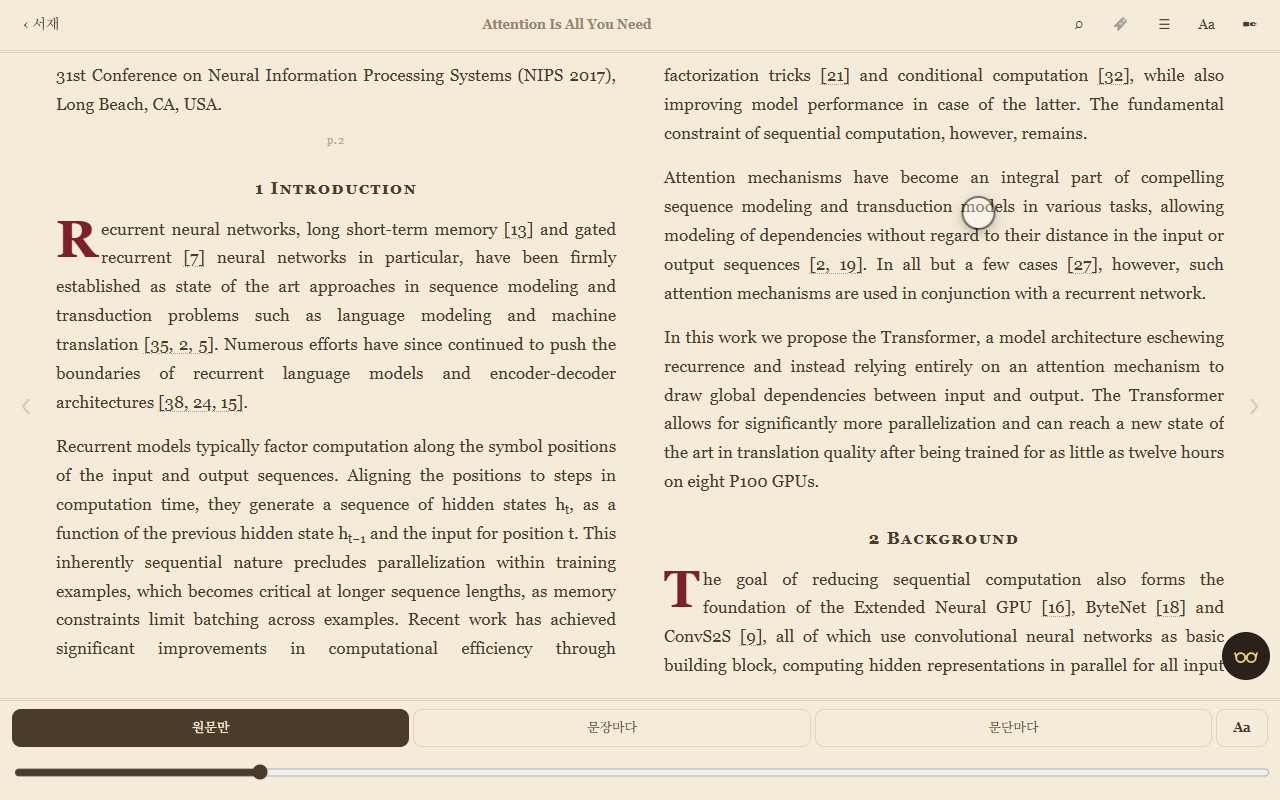 ‹ 서재
Attention Is All You Need
Aa
31st Conference on Neural Information Processing Systems (NIPS 2017),
Long Beach, CA, USA.
p.2
1 Introduction
Recurrent neural networks, long short-term memory [13] and gated
recurrent [7] neural networks in particular, have been firmly
established as state of the art approaches in sequence modeling and
transduction problems such as language modeling and machine
translation [35, 2, 5]. Numerous efforts have since continued to push the
boundaries of recurrent language models and encoder-decoder
architectures [38, 24, 15].
Recurrent models typically factor computation along the symbol positions
of the input and output sequences. Aligning the positions to steps in
computation time, they generate a sequence of hidden states hₜ, as a
function of the previous hidden state hₜ₋₁ and the input for position t. This
inherently sequential nature precludes parallelization within training
examples, which becomes critical at longer sequence lengths, as memory
constraints limit batching across examples. Recent work has achieved
significant improvements in computational efficiency through
factorization tricks [21] and conditional computation [32], while also
improving model performance in case of the latter. The fundamental
constraint of sequential computation, however, remains.
Attention mechanisms have become an integral part of compelling
sequence modeling and transduction models in various tasks, allowing
modeling of dependencies without regard to their distance in the input or
output sequences [2, 19]. In all but a few cases [27], however, such
attention mechanisms are used in conjunction with a recurrent network.
In this work we propose the Transformer, a model architecture eschewing
recurrence and instead relying entirely on an attention mechanism to
draw global dependencies between input and output. The Transformer
allows for significantly more parallelization and can reach a new state of
the art in translation quality after being trained for as little as twelve hours
on eight P100 GPUs.
2 Background
The goal of reducing sequential computation also forms the
foundation of the Extended Neural GPU [16], ByteNet [18] and
ConvS2S [9], all of which use convolutional neural networks as basic
building block, computing hidden representations in parallel for all input
원문만
문장마다
문단마다
Aa